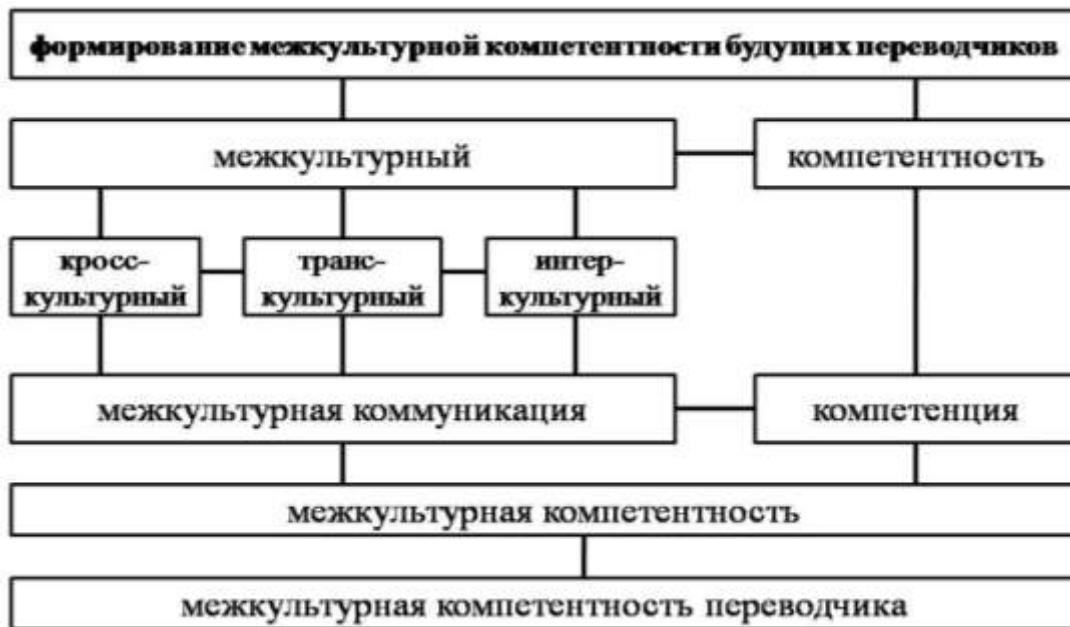 формирование межкультурной компетентности будущих переводчиков
межкультурный
компетентность
кросс-
культурный
транс-
культурный
интер-
культурный
межкультурная коммуникация
компетенция
межкультурная компетентность
межкультурная компетентность переводчика